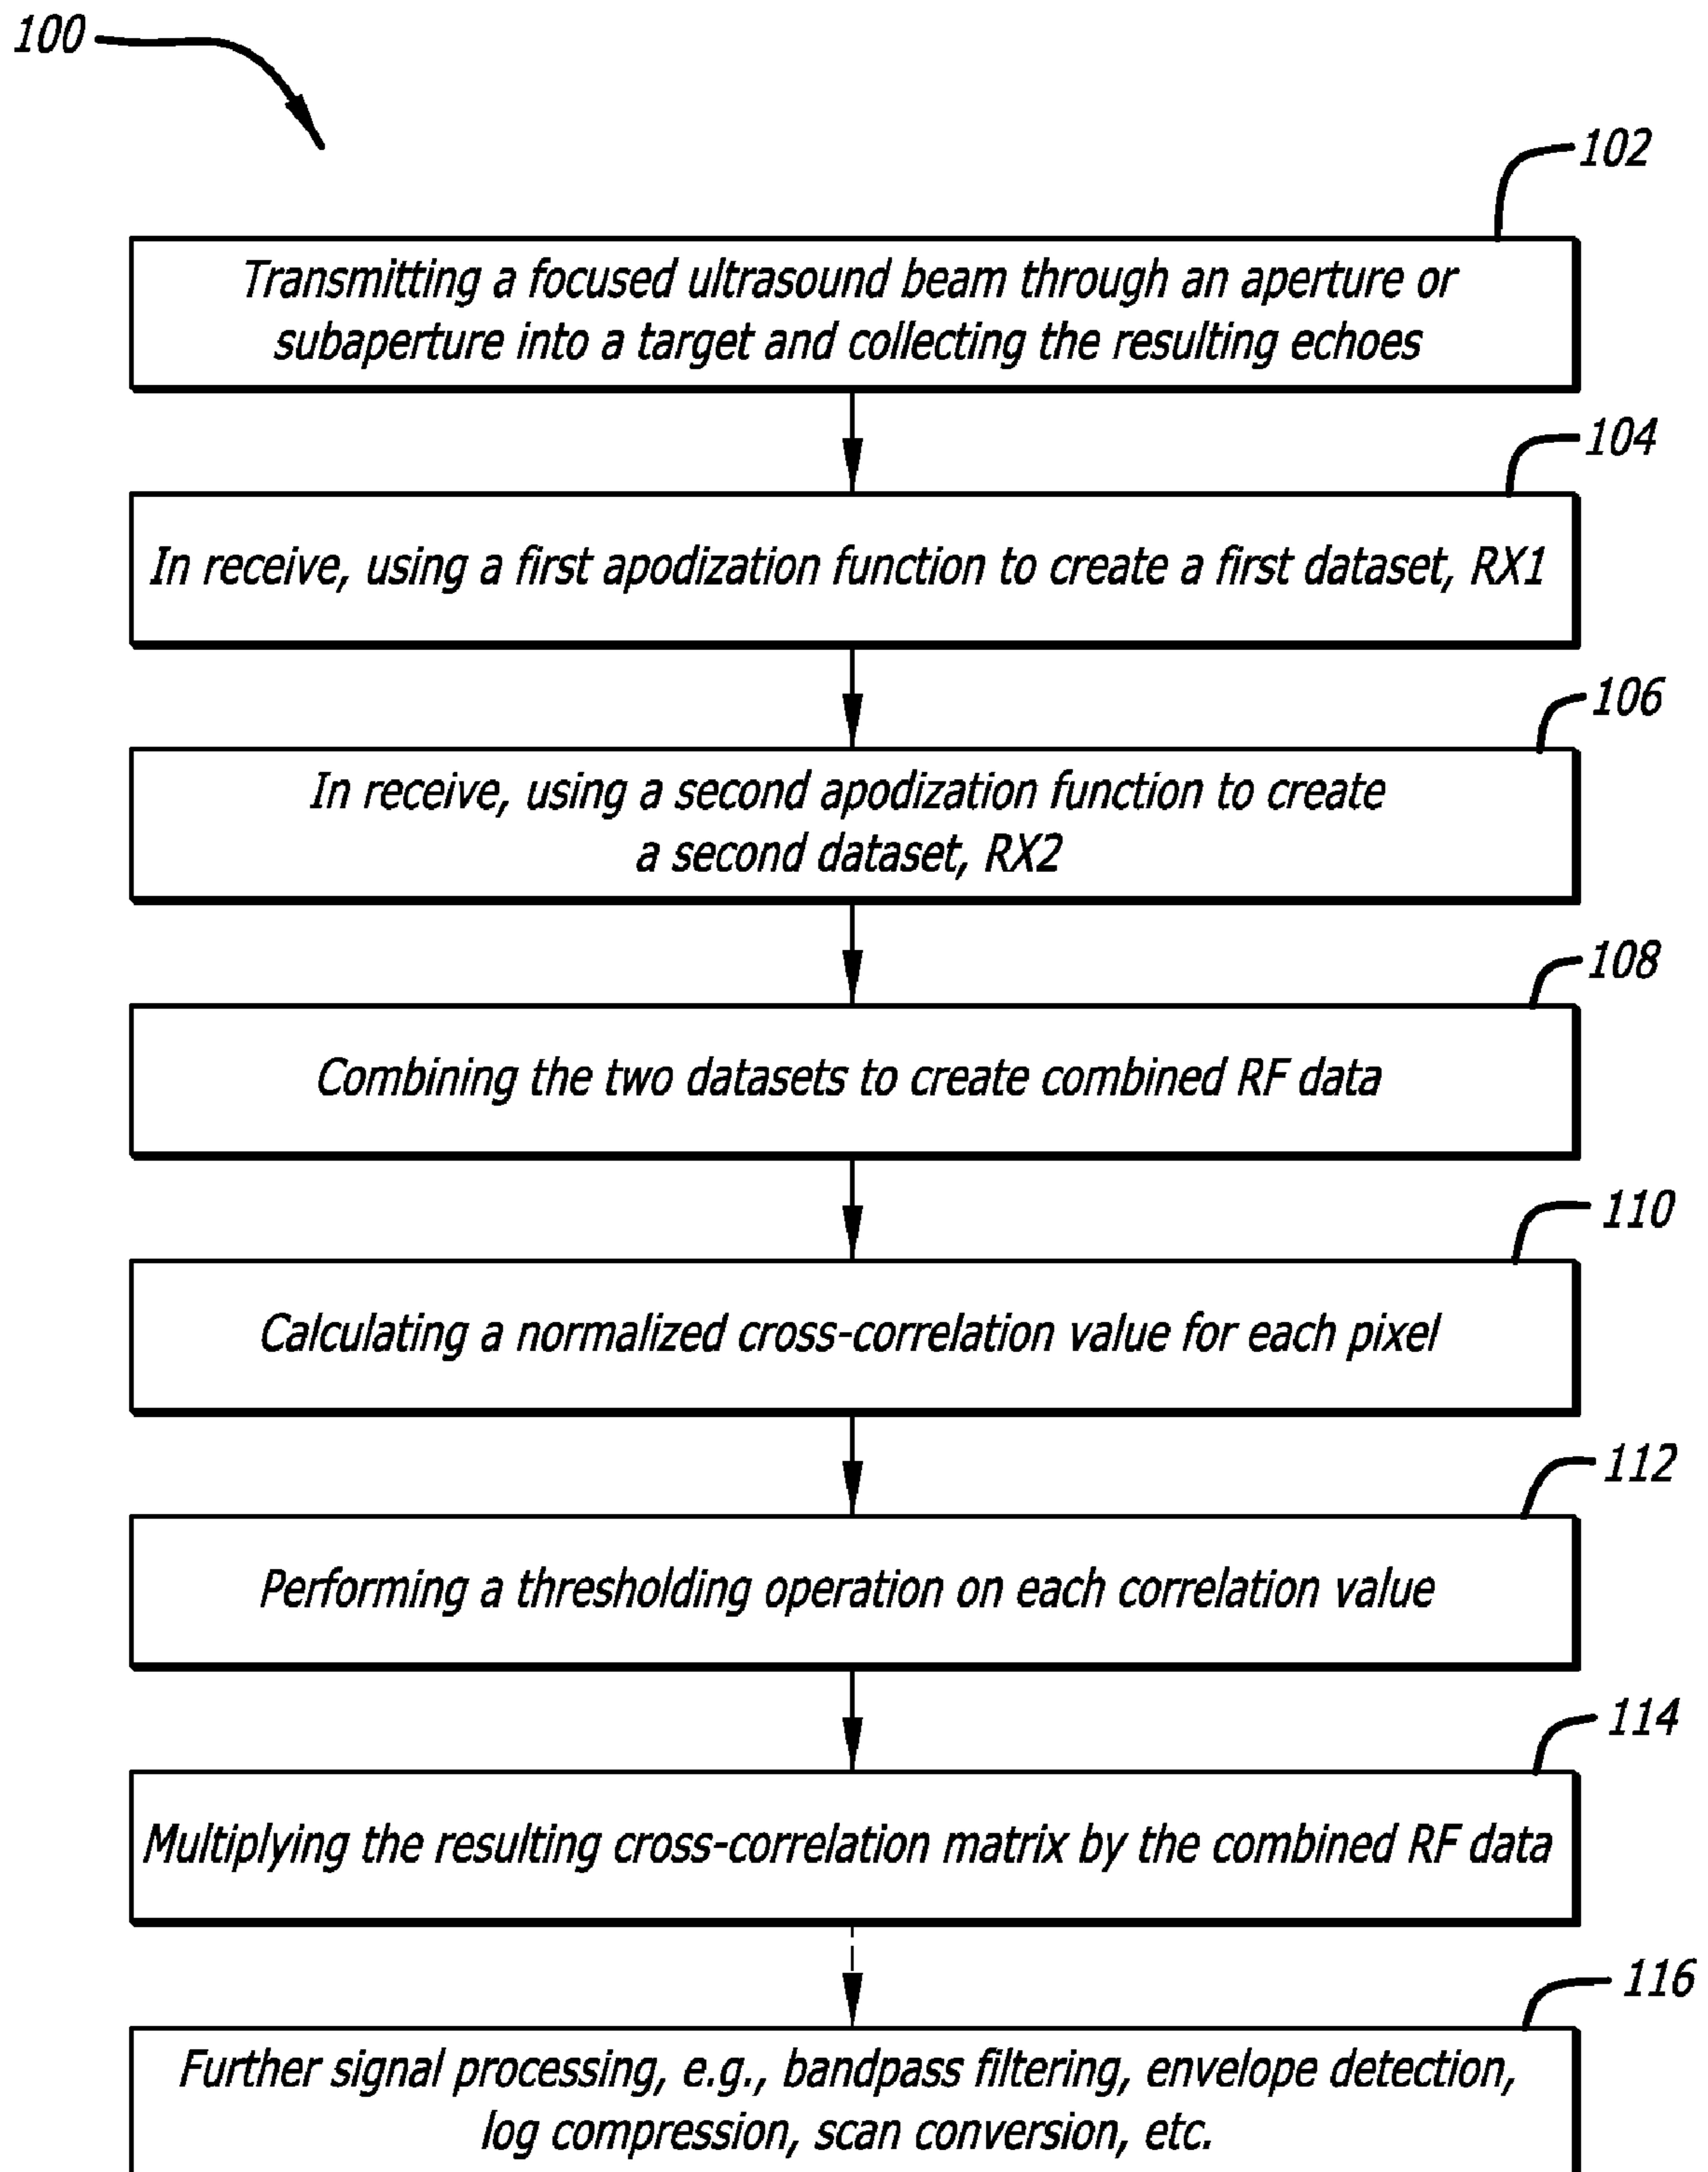 100
102
Transmitting a focused ultrasound beam through an aperture or
subaperture into a target and collecting the resulting echoes
104
In receive, using a first apodization function to create a first dataset, RX1
106
In receive, using a second apodization function to create
a second dataset, RX2
108
Combining the two datasets to create combined RF data
110
Calculating a normalized cross-correlation value for each pixel
112
Performing a thresholding operation on each correlation value
114
Multiplying the resulting cross-correlation matrix by the combined RF data
116
Further signal processing, e.g., bandpass filtering, envelope detection,
log compression, scan conversion, etc.